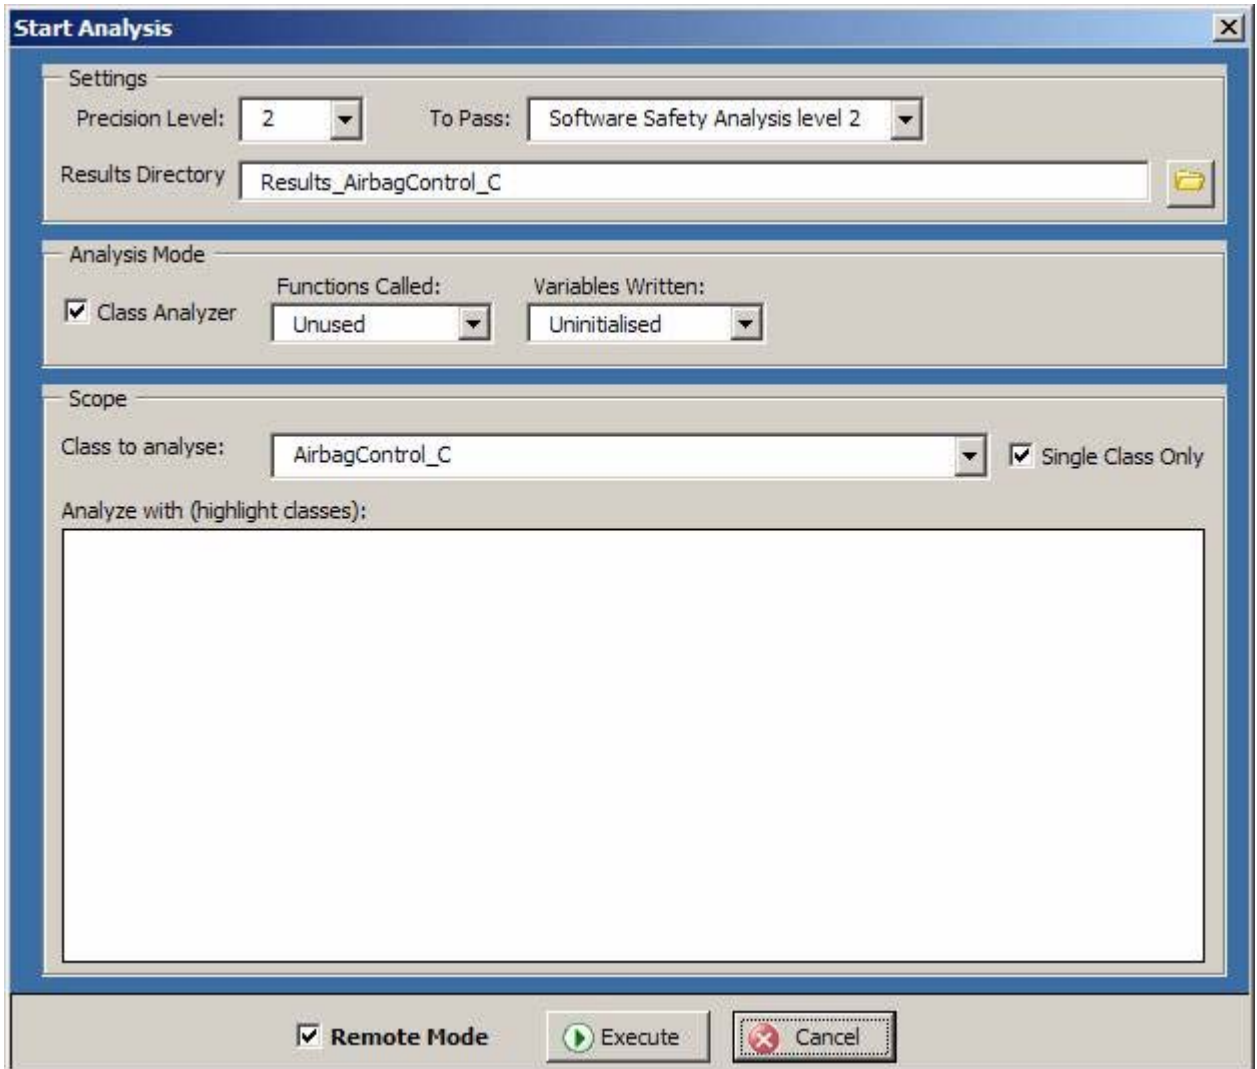 Start Analysis
Settings
Precision Level: 2 To Pass: Software Safety Analysis level 2
Results Directory Results_AirbagControl_C
Analysis Mode
Functions Called: Variables Written:
Class Analyzer Unused Uninitialised
Scope
Class to analyse: AirbagControl_C Single Class Only
Analyze with (highlight classes):
Remote Mode Execute Cancel